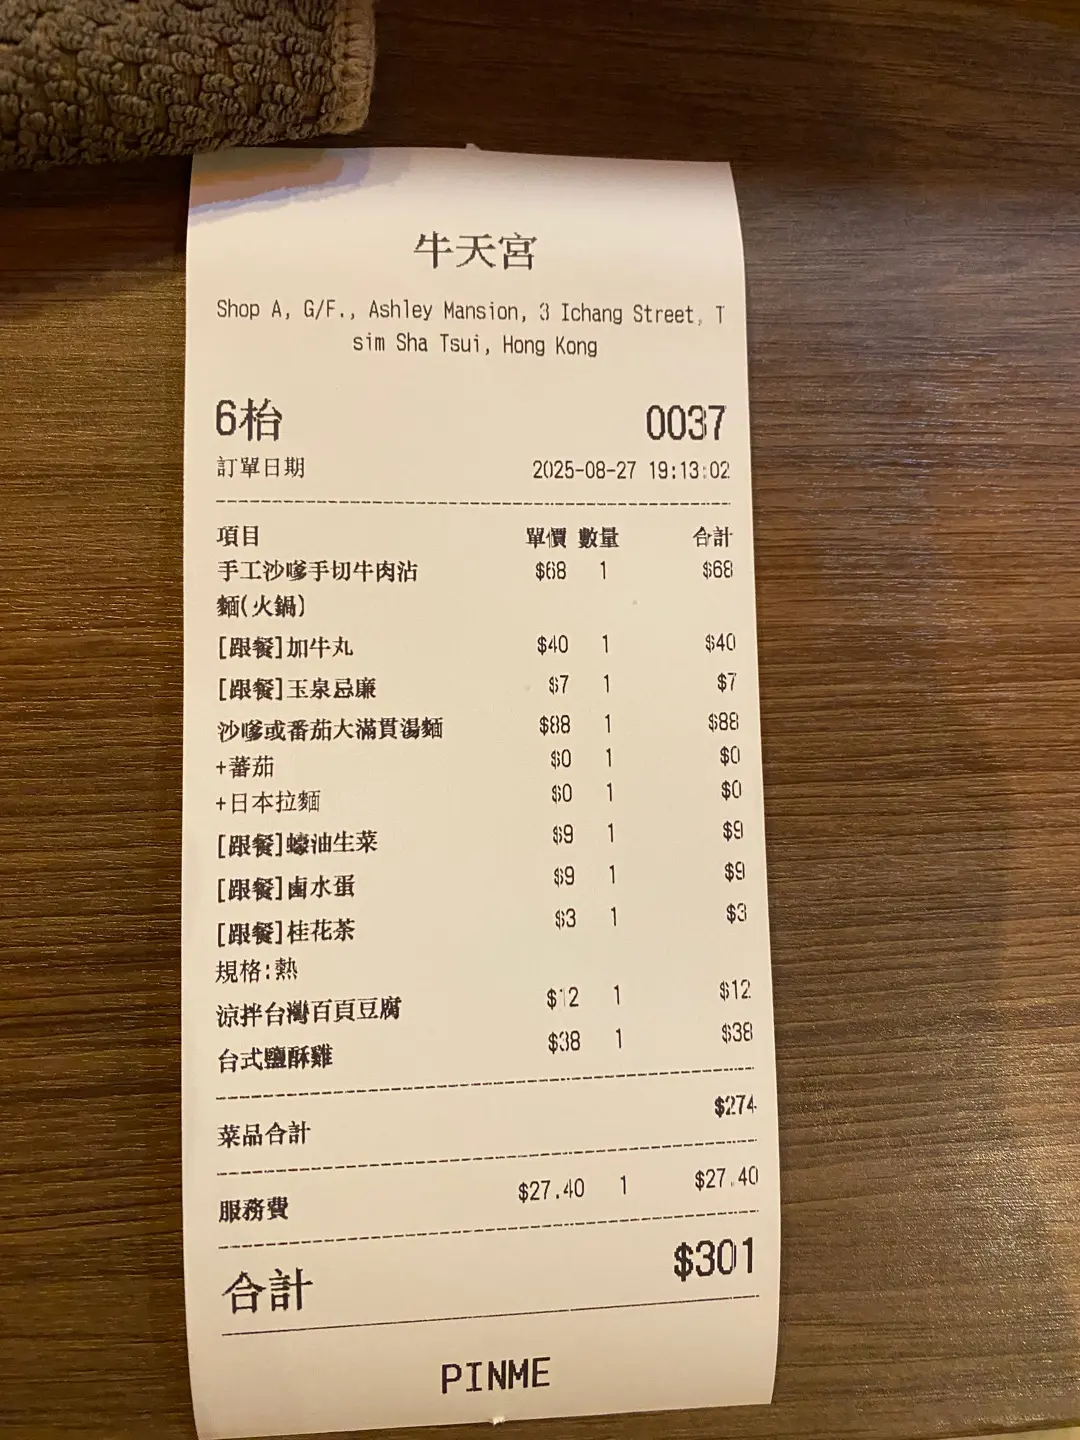 牛天宮
Shop A, G/F., Ashley Mansion, 3 Ichang Street, T
sim Sha Tsui, Hong Kong
6枱 0037
訂單日期 2025-08-27 19:13:02
項目 單價 數量 合計
手工沙嗲手切牛肉沾 $68 1 $68
麵(火鍋)
[跟餐]加牛丸 $40 1 $40
[跟餐]玉泉忌廉 $7 1 $7
沙嗲或番茄大滿貫湯麵 $88 1 $88
+蕃茄 $0 1 $0
+日本拉麵 $0 1 $0
[跟餐]蠔油生菜 $9 1 $9
[跟餐]鹵水蛋 $9 1 $9
[跟餐]桂花茶 $3 1 $3
規格:熱
涼拌台灣百頁豆腐 $12 1 $12
台式鹽酥雞 $38 1 $38
菜品合計 $274
服務費 $27.40 1 $27.40
合計 $301
PINME